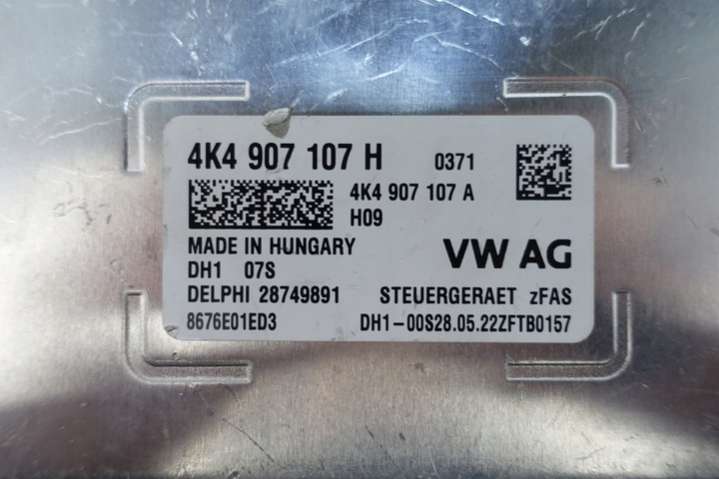 4K4 907 107 H 0371
4K4 907 107 A
H09
MADE IN HUNGARY
VW AG
DH1 07S
DELPHI 28749891 STEUERGERAET zFAS
8676E01ED3 DH1-00S28.05.22ZFTB0157